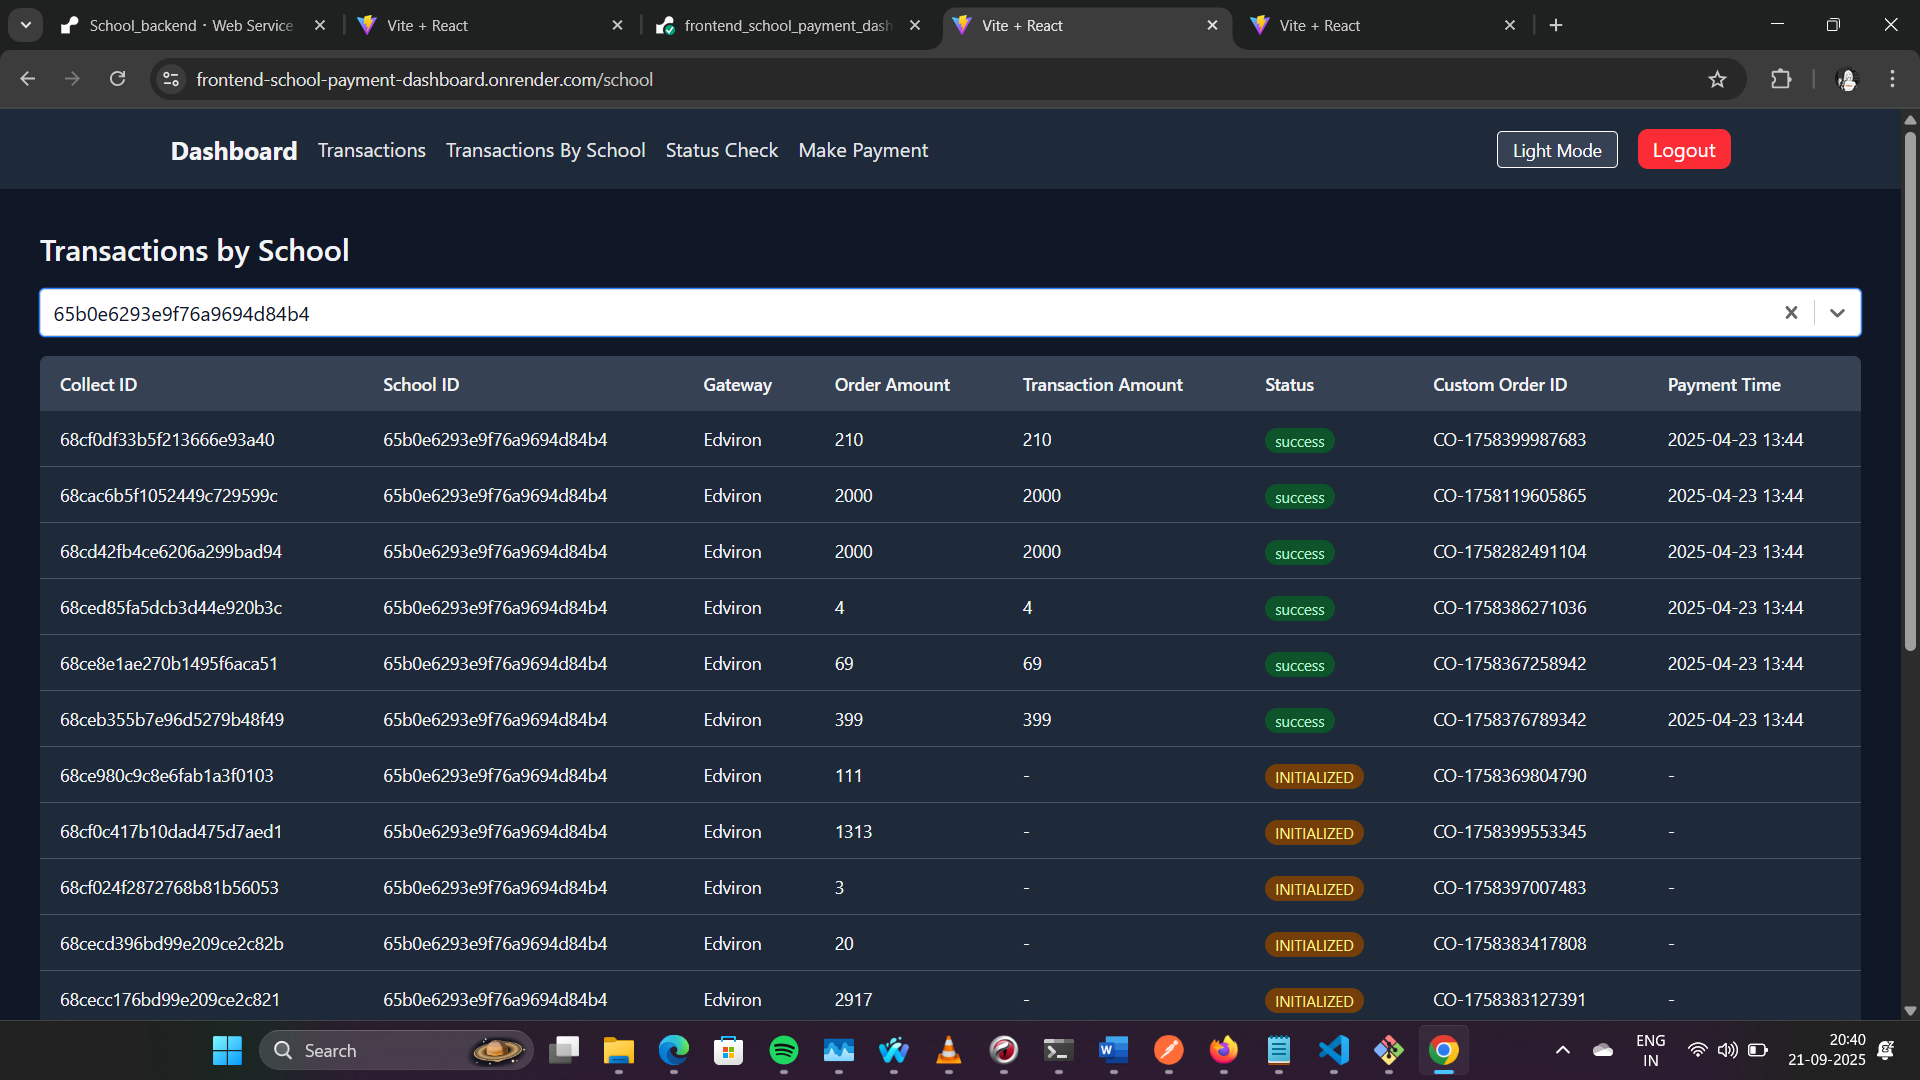 School_backend · Web Service
Vite + React
frontend_school_payment_dash
Vite + React
Vite + React
frontend-school-payment-dashboard.onrender.com/school
Dashboard Transactions Transactions By School Status Check Make Payment Light Mode Logout
Transactions by School
65b0e6293e9f76a9694d84b4
Collect ID School ID Gateway Order Amount Transaction Amount Status Custom Order ID Payment Time
68cf0df33b5f213666e93a40 65b0e6293e9f76a9694d84b4 Edviron 210 210 success CO-1758399987683 2025-04-23 13:44
68cac6b5f1052449c729599c 65b0e6293e9f76a9694d84b4 Edviron 2000 2000 success CO-1758119605865 2025-04-23 13:44
68cd42fb4ce6206a299bad94 65b0e6293e9f76a9694d84b4 Edviron 2000 2000 success CO-1758282491104 2025-04-23 13:44
68ced85fa5dcb3d44e920b3c 65b0e6293e9f76a9694d84b4 Edviron 4 4 success CO-1758386271036 2025-04-23 13:44
68ce8e1ae270b1495f6aca51 65b0e6293e9f76a9694d84b4 Edviron 69 69 success CO-1758367258942 2025-04-23 13:44
68ceb355b7e96d5279b48f49 65b0e6293e9f76a9694d84b4 Edviron 399 399 success CO-1758376789342 2025-04-23 13:44
68ce980c9c8e6fab1a3f0103 65b0e6293e9f76a9694d84b4 Edviron 111 - INITIALIZED CO-1758369804790 -
68cf0c417b10dad475d7aed1 65b0e6293e9f76a9694d84b4 Edviron 1313 - INITIALIZED CO-1758399553345 -
68cf024f2872768b81b56053 65b0e6293e9f76a9694d84b4 Edviron 3 - INITIALIZED CO-1758397007483 -
68cecd396bd99e209ce2c82b 65b0e6293e9f76a9694d84b4 Edviron 20 - INITIALIZED CO-1758383417808 -
68cecc176bd99e209ce2c821 65b0e6293e9f76a9694d84b4 Edviron 2917 - INITIALIZED CO-1758383127391 -
Search
ENG
IN
20:40
21-09-2025